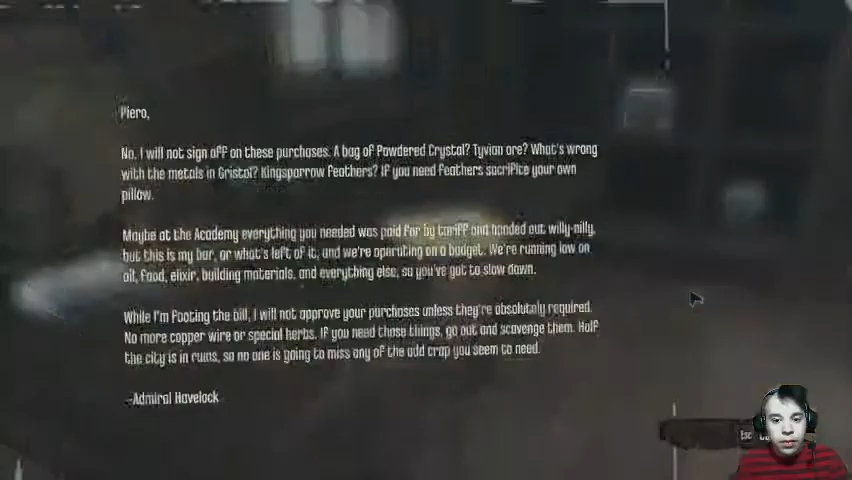 Piero,
No, I will not sign off on these purchases. A bag of Powdered Crystal? Tyvian ore? What's wrong
with the metals in Gristol? Kingsparrow feathers? If you need feathers sacrifice your own
pillow.
Maybe at the Academy everything you needed was paid for by tariff and handed out willy-nilly,
but this is my bar, or what's left of it, and we're operating on a budget. We're running low on
oil, food, elixir, building materials, and everything else, so you've got to slow down.
While I'm footing the bill, I will not approve your purchases unless they're absolutely required.
No more copper wire or special herbs. If you need those things, go out and scavenge them. Half
the city is in ruins, so no one is going to miss any of the odd crap you seem to need.
-Admiral Havelock
Esc